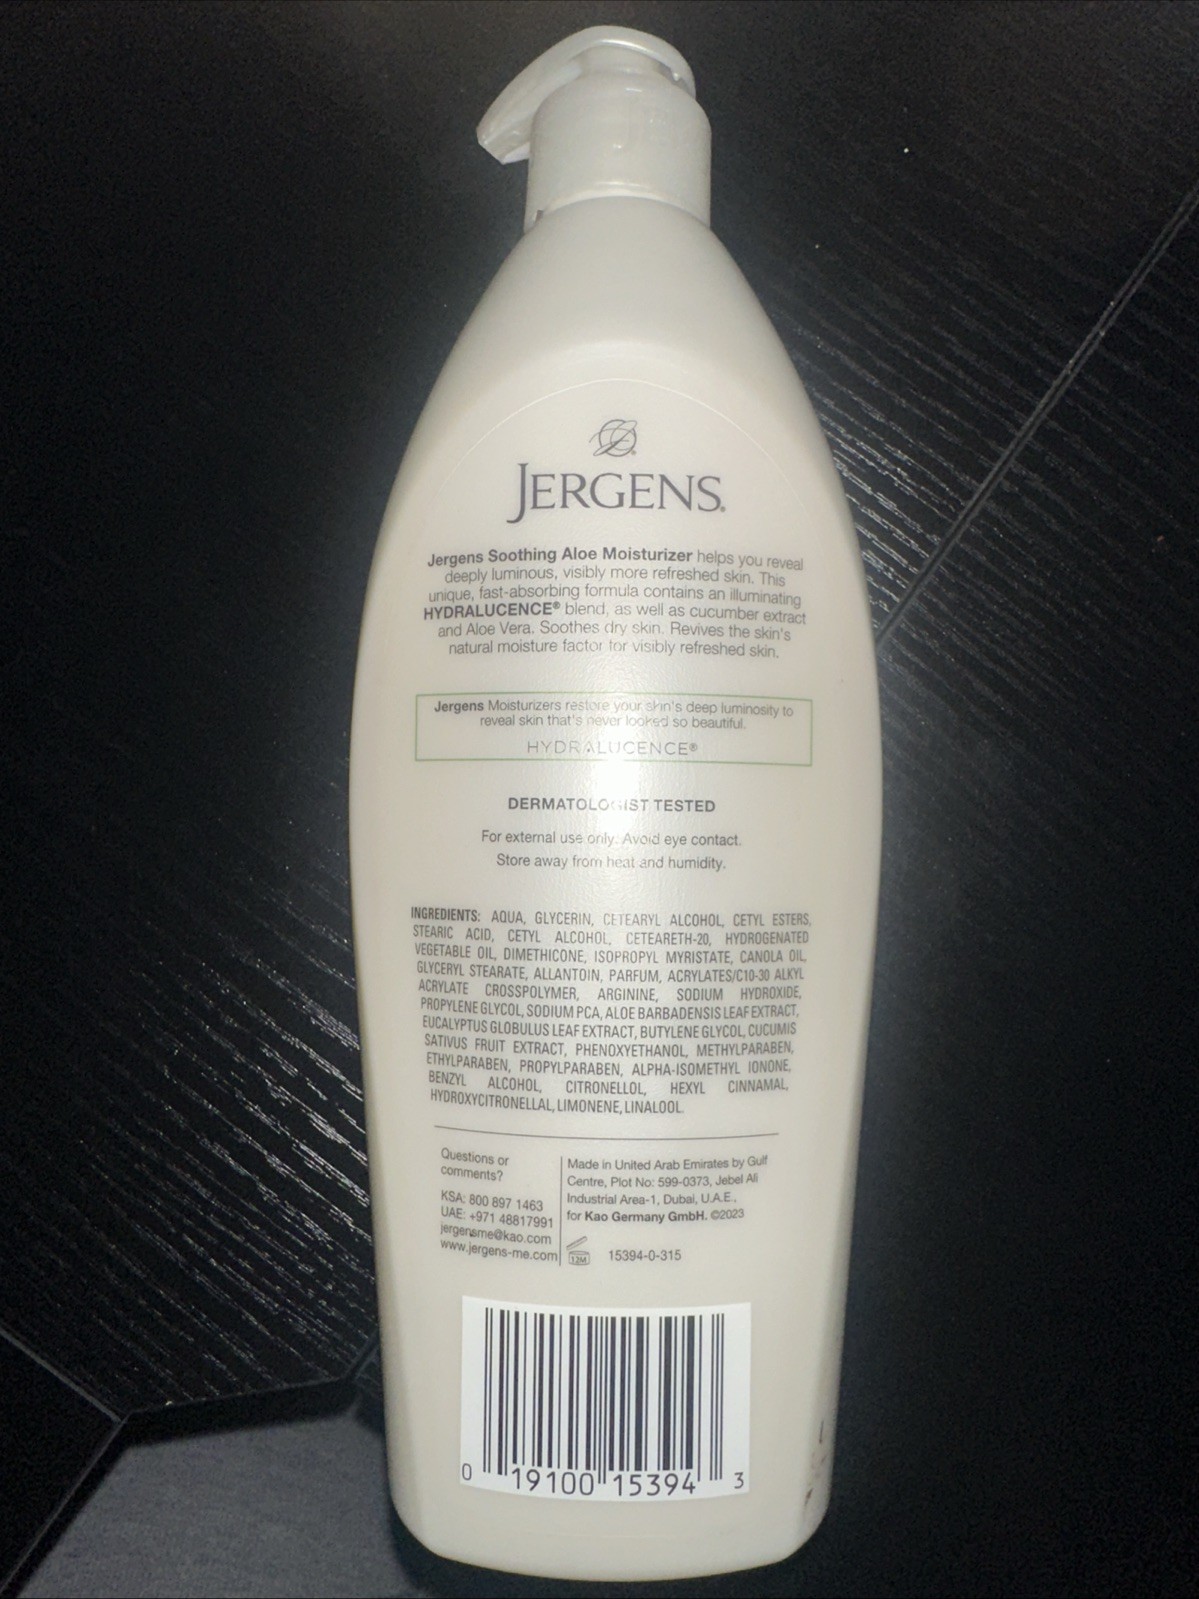 JERGENS®
Jergens Soothing Aloe Moisturizer helps you reveal
deeply luminous, visibly more refreshed skin. This
unique, fast-absorbing formula contains an illuminating
HYDRALUCENCE® blend, as well as cucumber extract
and Aloe Vera. Soothes dry skin. Revives the skin's
natural moisture factor for visibly refreshed skin.
Jergens Moisturizers restore your skin's deep luminosity to
reveal skin that's never looked so beautiful.
HYDRALUCENCE®
DERMATOLOGIST TESTED
For external use only. Avoid eye contact.
Store away from heat and humidity.
INGREDIENTS: AQUA, GLYCERIN, CETEARYL ALCOHOL, CETYL ESTERS,
STEARIC ACID, CETYL ALCOHOL, CETEARETH-20, HYDROGENATED
VEGETABLE OIL, DIMETHICONE, ISOPROPYL MYRISTATE, CANOLA OIL,
GLYCERYL STEARATE, ALLANTOIN, PARFUM, ACRYLATES/C10-30 ALKYL
ACRYLATE CROSSPOLYMER, ARGININE, SODIUM HYDROXIDE,
PROPYLENE GLYCOL, SODIUM PCA, ALOE BARBADENSIS LEAF EXTRACT,
EUCALYPTUS GLOBULUS LEAF EXTRACT, BUTYLENE GLYCOL, CUCUMIS
SATIVUS FRUIT EXTRACT, PHENOXYETHANOL, METHYLPARABEN,
ETHYLPARABEN, PROPYLPARABEN, ALPHA-ISOMETHYL IONONE,
BENZYL ALCOHOL, CITRONELLOL, HEXYL CINNAMAL,
HYDROXYCITRONELLAL, LIMONENE, LINALOOL.
Questions or
comments?
KSA: 800 897 1463
UAE: +971 48817991
jergensme@kao.com
www.jergens-me.com
Made in United Arab Emirates by Gulf
Centre, Plot No: 599-0373, Jebel Ali
Industrial Area-1, Dubai, U.A.E.,
for Kao Germany GmbH. ©2023
12M
15394-0-315
0 19100 15394 3